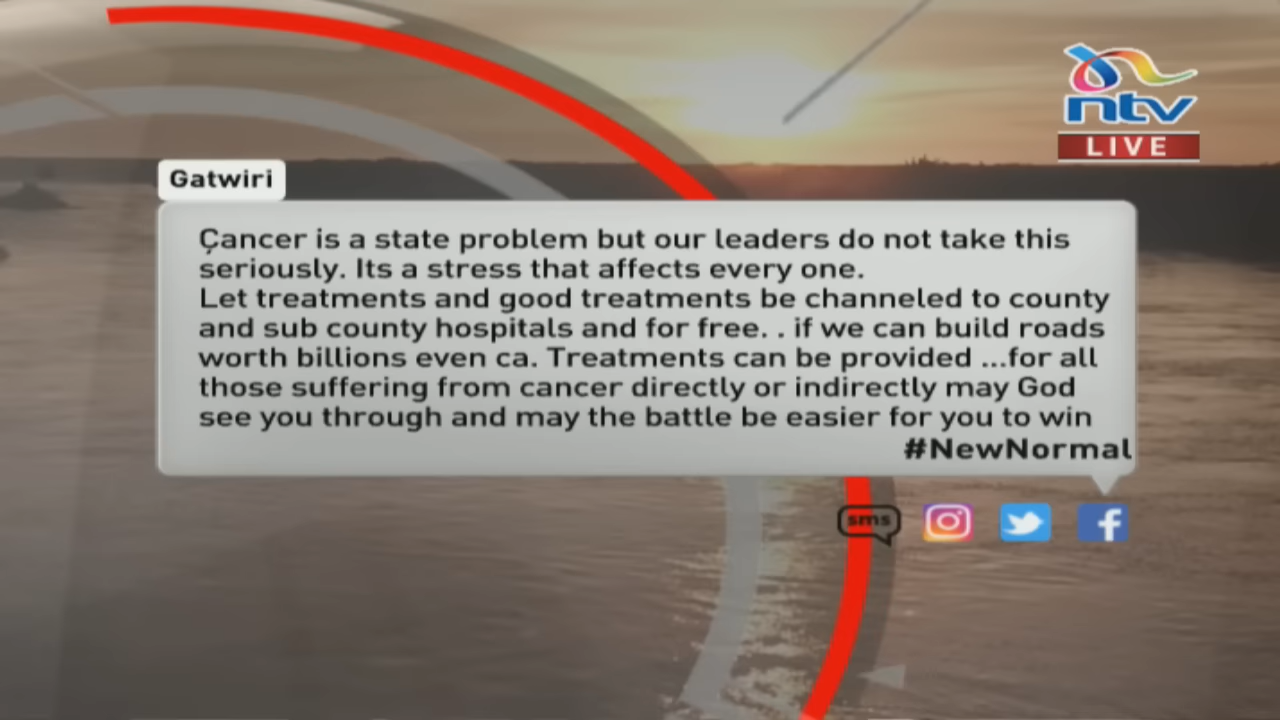 ntv
LIVE
Gatwiri
Çancer is a state problem but our leaders do not take this
seriously. Its a stress that affects every one.
Let treatments and good treatments be channeled to county
and sub county hospitals and for free. . if we can build roads
worth billions even ca. Treatments can be provided ...for all
those suffering from cancer directly or indirectly may God
see you through and may the battle be easier for you to win
#NewNormal
sms